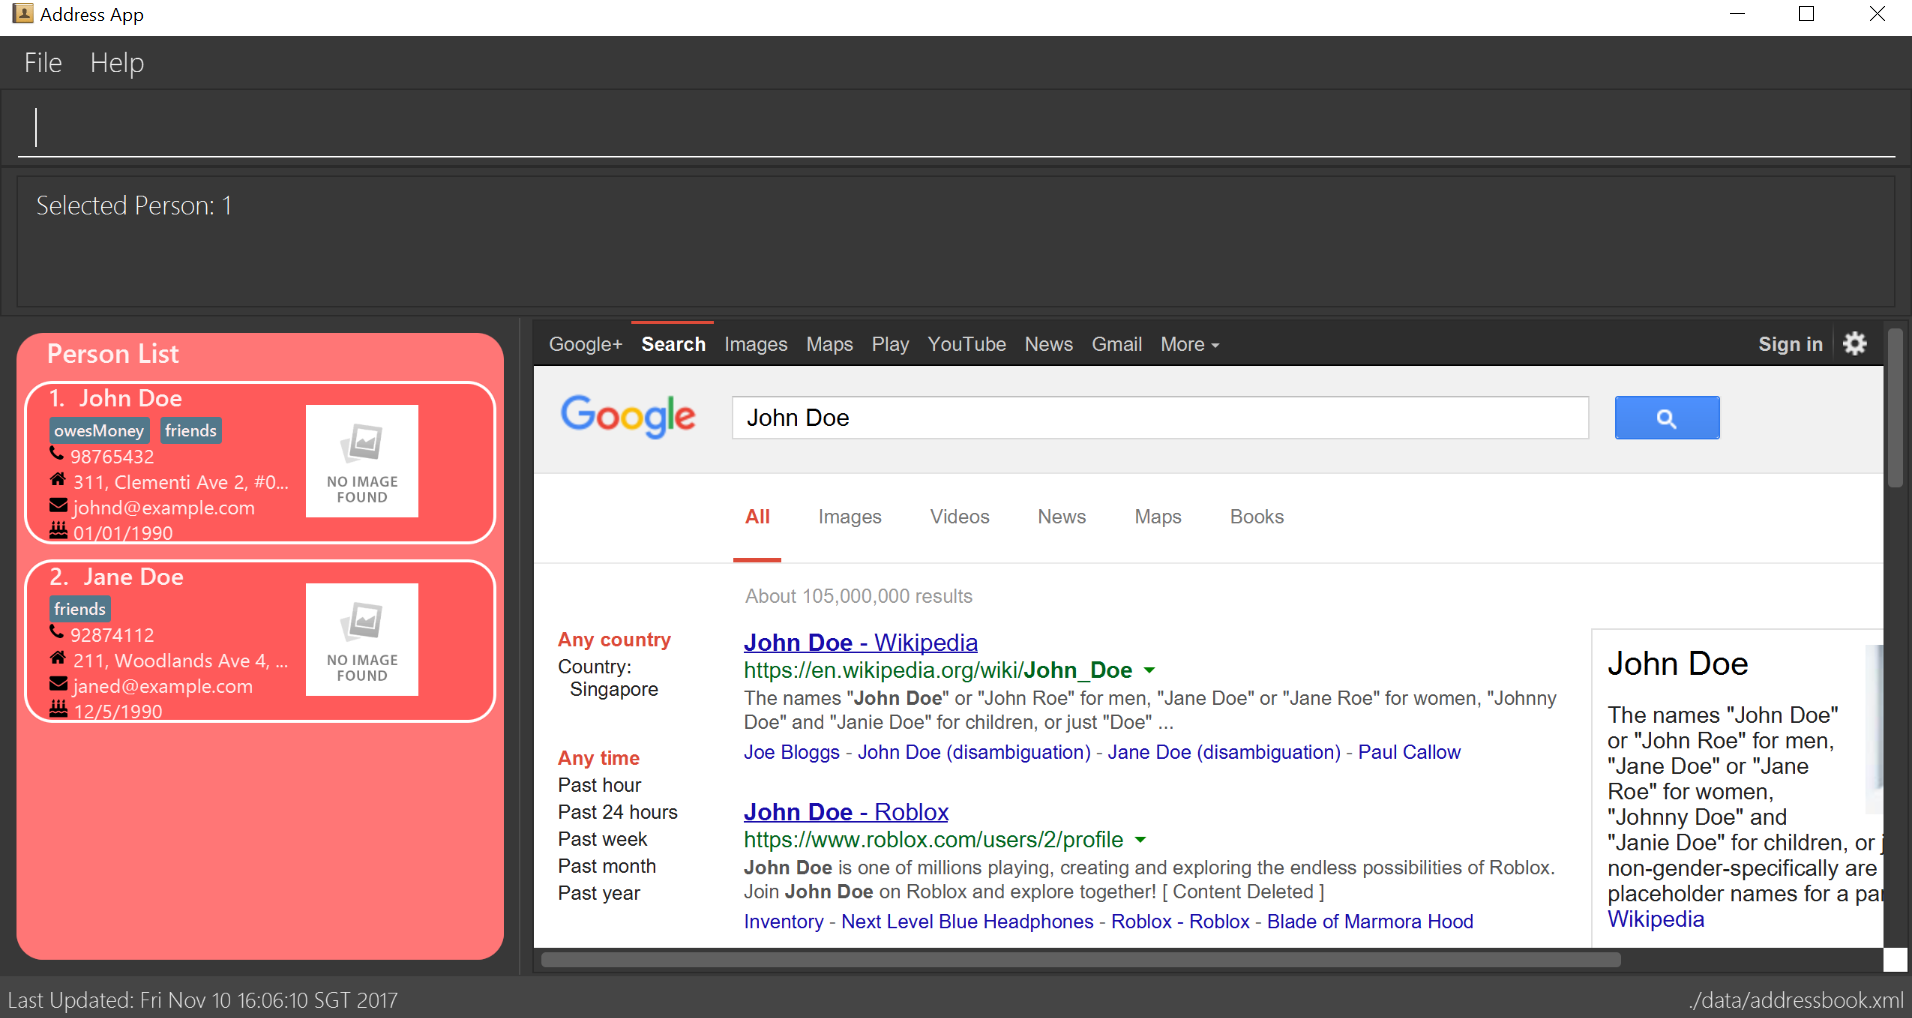 Address App
File Help
Selected Person: 1
Person List
1. John Doe
owesMoney friends
98765432
311, Clementi Ave 2, #0...
johnd@example.com
01/01/1990
NO IMAGE
FOUND
2. Jane Doe
friends
92874112
211, Woodlands Ave 4, ...
janed@example.com
12/5/1990
NO IMAGE
FOUND
Google+ Search Images Maps Play YouTube News Gmail More Sign in
Google John Doe
All Images Videos News Maps Books
About 105,000,000 results
Any country
Country:
Singapore
Any time
Past hour
Past 24 hours
Past week
Past month
Past year
John Doe - Wikipedia
https://en.wikipedia.org/wiki/John_Doe
The names "John Doe" or "John Roe" for men, "Jane Doe" or "Jane Roe" for women, "Johnny
Doe" and "Janie Doe" for children, or just "Doe" ...
Joe Bloggs - John Doe (disambiguation) - Jane Doe (disambiguation) - Paul Callow
John Doe - Roblox
https://www.roblox.com/users/2/profile
John Doe is one of millions playing, creating and exploring the endless possibilities of Roblox.
Join John Doe on Roblox and explore together! [ Content Deleted ]
Inventory - Next Level Blue Headphones - Roblox - Roblox - Blade of Marmora Hood
John Doe
The names "John Doe"
or "John Roe" for men,
"Jane Doe" or "Jane
Roe" for women,
"Johnny Doe" and
"Janie Doe" for children, or
non-gender-specifically are
placeholder names for a
Wikipedia
Last Updated: Fri Nov 10 16:06:10 SGT 2017
./data/addressbook.xml